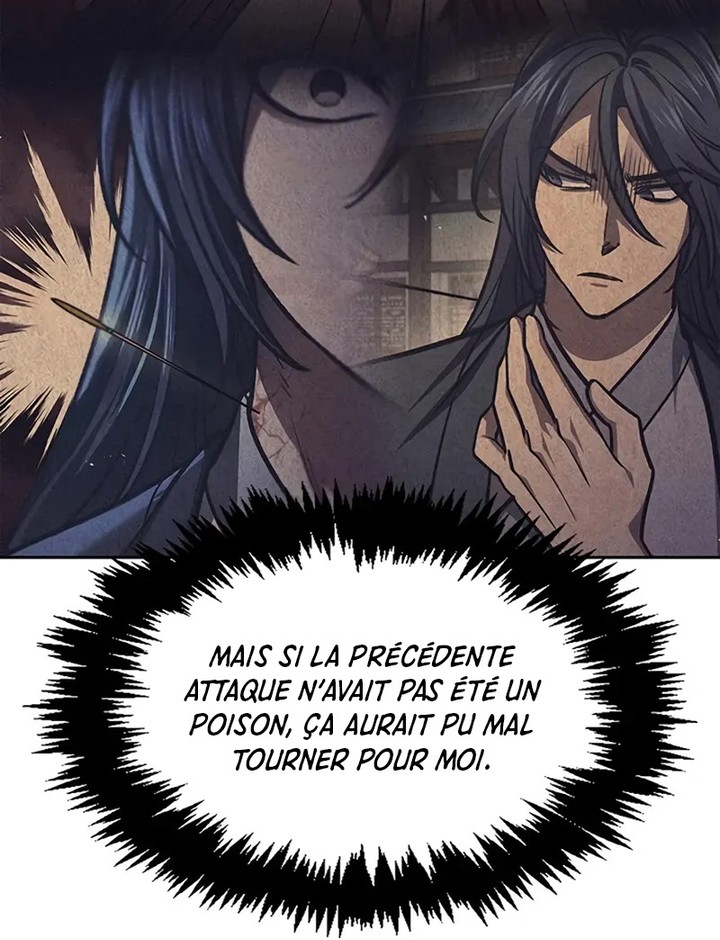 MAIS SI LA PRÉCÉDENTE
ATTAQUE N'AVAIT PAS ÉTÉ UN
POISON, ÇA AURAIT PU MAL
TOURNER POUR MOI.